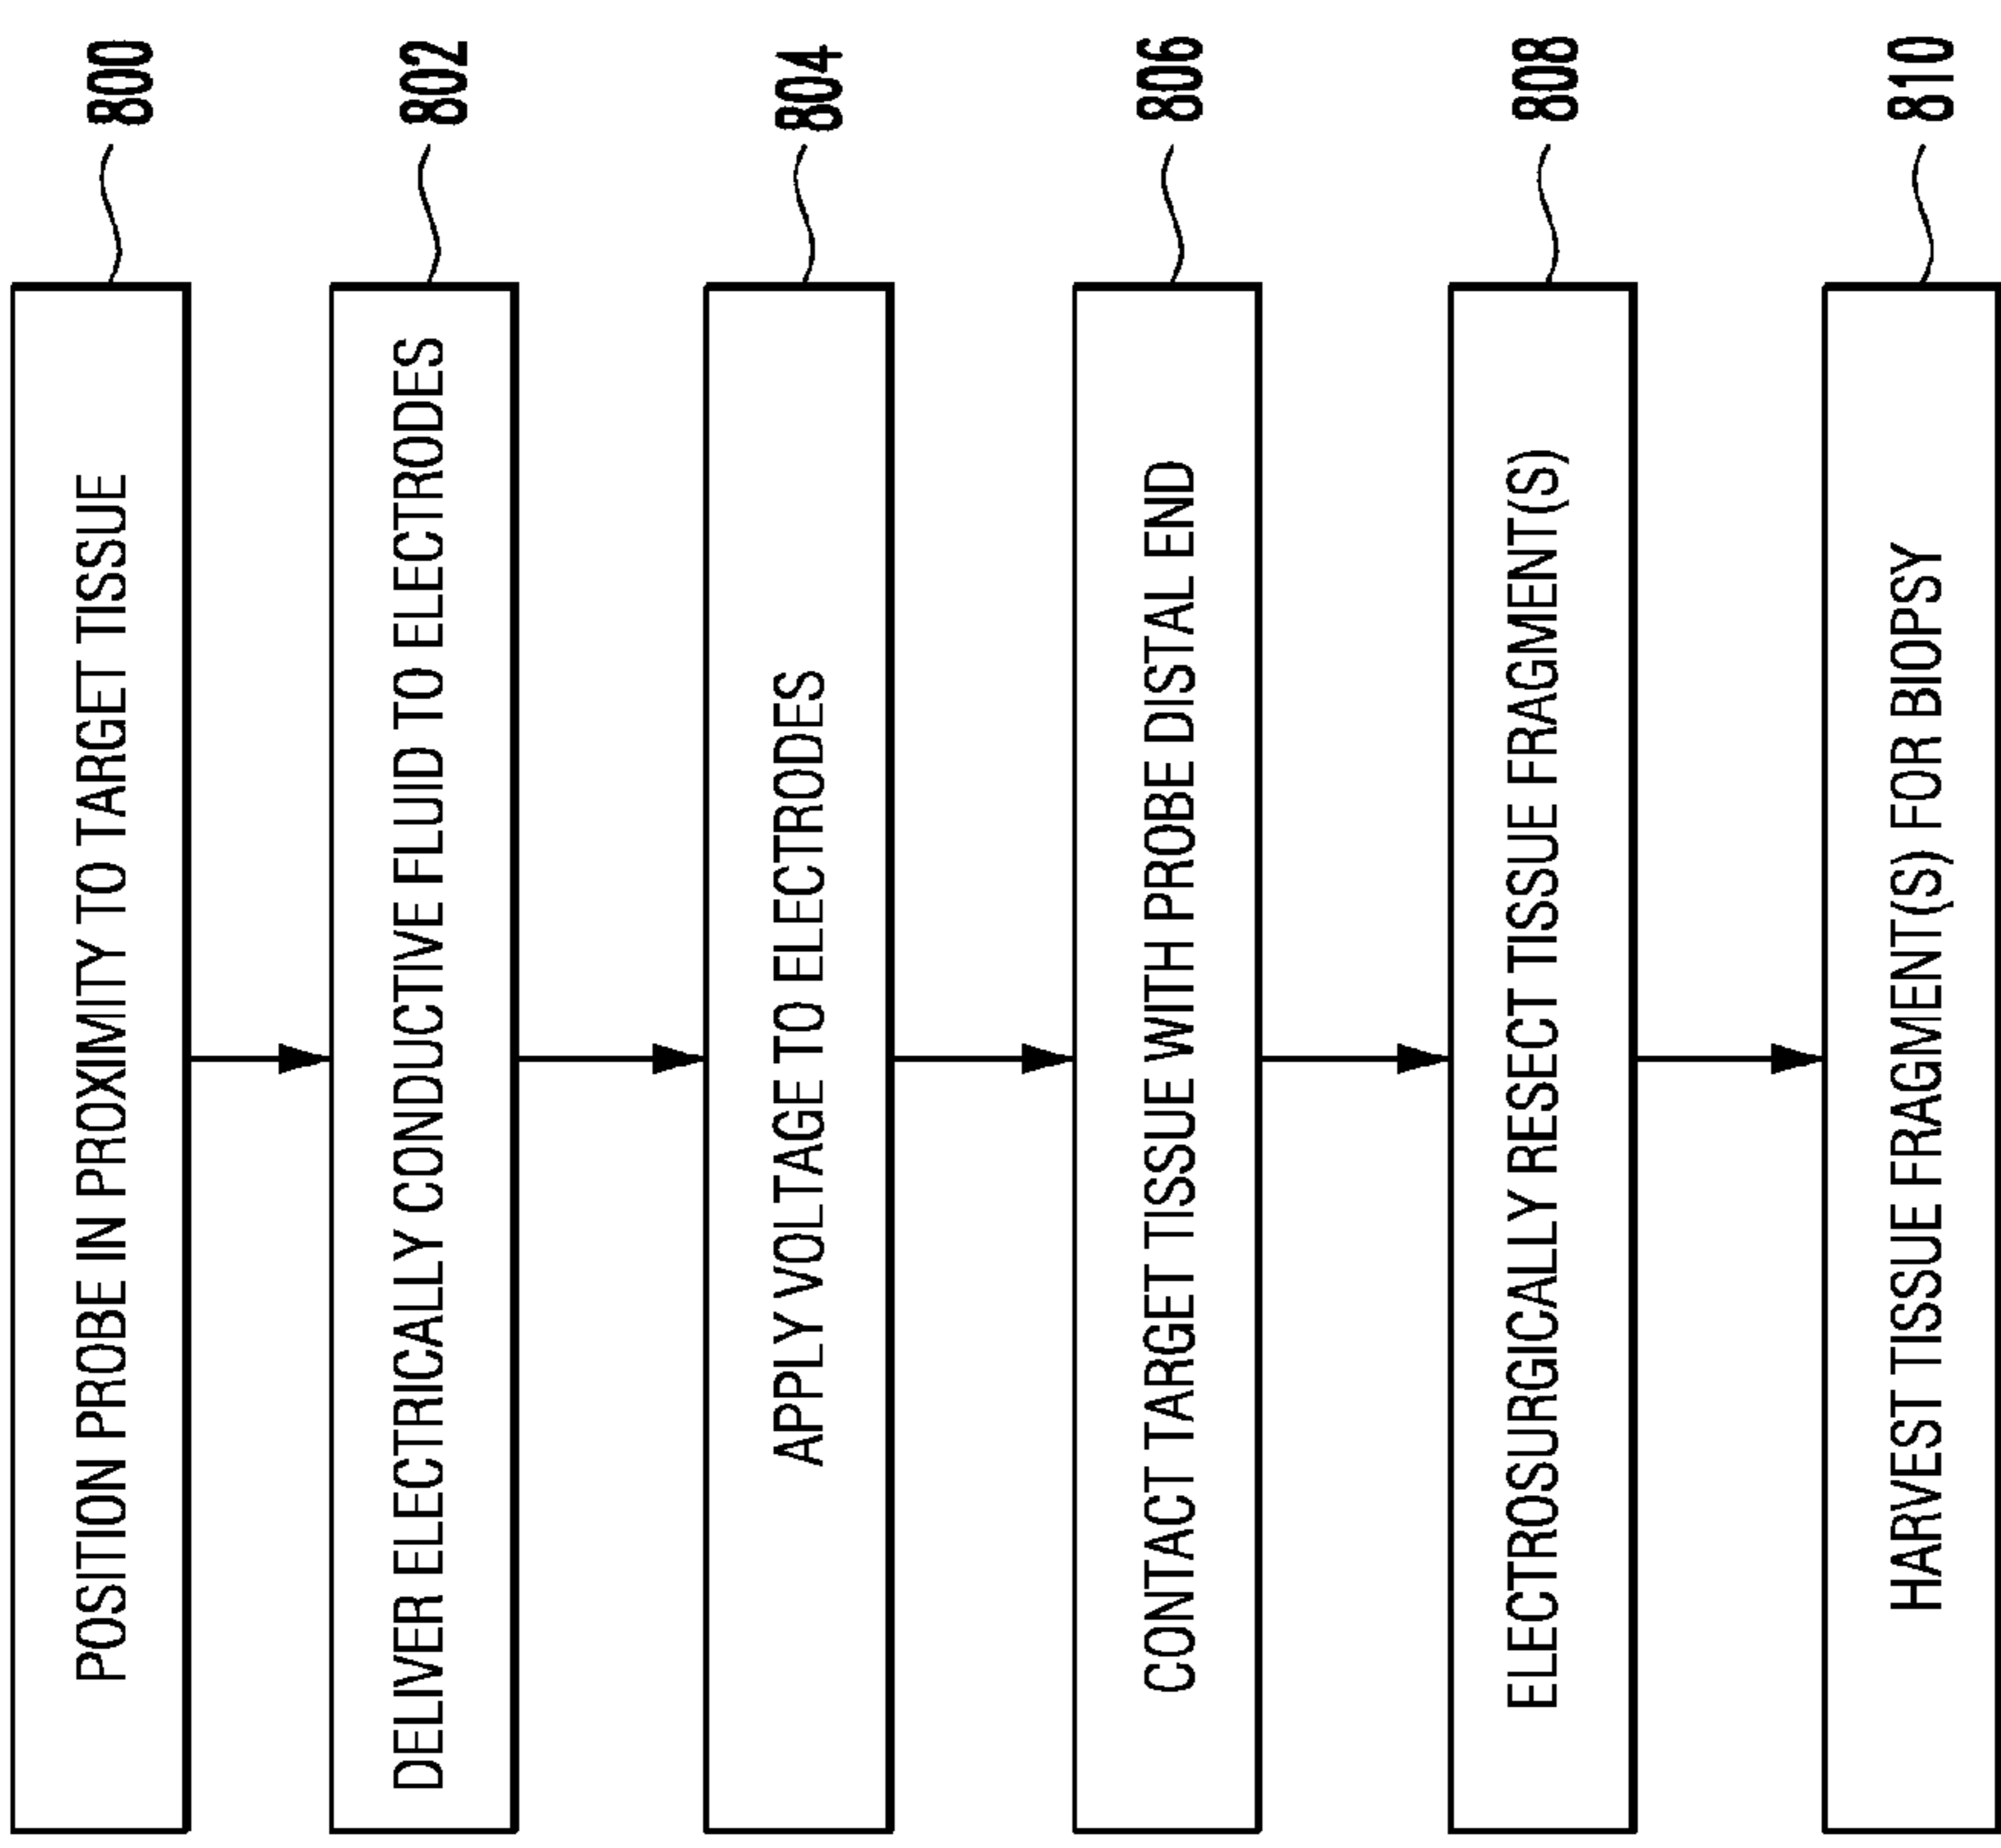 POSITION PROBE IN PROXIMITY TO TARGET TISSUE
800
DELIVER ELECTRICALLY CONDUCTIVE FLUID TO ELECTRODES
802
APPLY VOLTAGE TO ELECTRODES
804
CONTACT TARGET TISSUE WITH PROBE DISTAL END
806
ELECTROSURGICALLY RESECT TISSUE FRAGMENT(S)
808
HARVEST TISSUE FRAGMENT(S) FOR BIOPSY
810